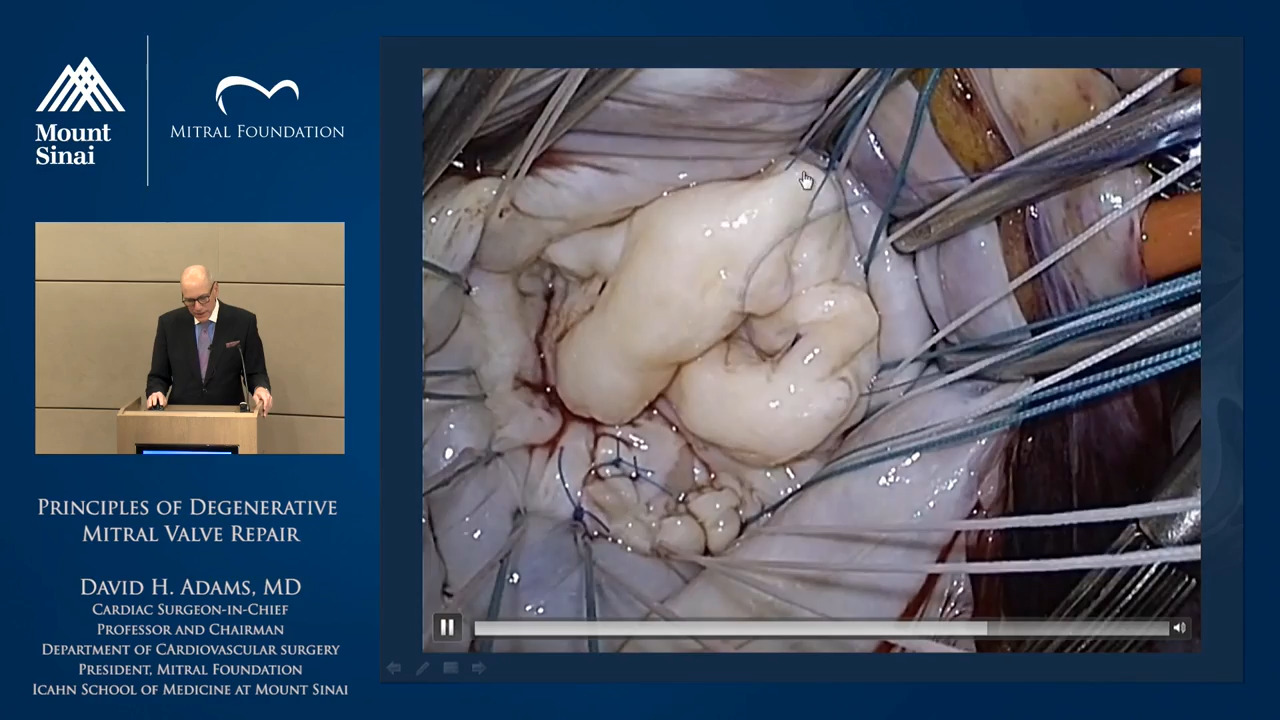 Mount
Sinai
MITRAL FOUNDATION
PRINCIPLES OF DEGENERATIVE
MITRAL VALVE REPAIR
DAVID H. ADAMS, MD
CARDIAC SURGEON-IN-CHIEF
PROFESSOR AND CHAIRMAN
DEPARTMENT OF CARDIOVASCULAR SURGERY
PRESIDENT, MITRAL FOUNDATION
ICAHN SCHOOL OF MEDICINE AT MOUNT SINAI